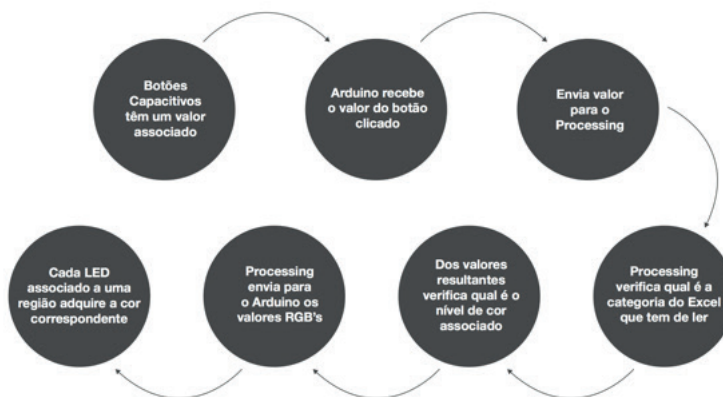 Botões
Capacitivos
têm um valor
associado
Arduino recebe
o valor do botão
clicado
Envia valor
para o
Processing
Processing
verifica qual é a
categoria do Excel
que tem de ler
Dos valores
resultantes
verifica qual é o
nível de cor
associado
Processing
envia para
o Arduino os
valores RGB's
Cada LED
associado a uma
região adquire a cor
correspondente